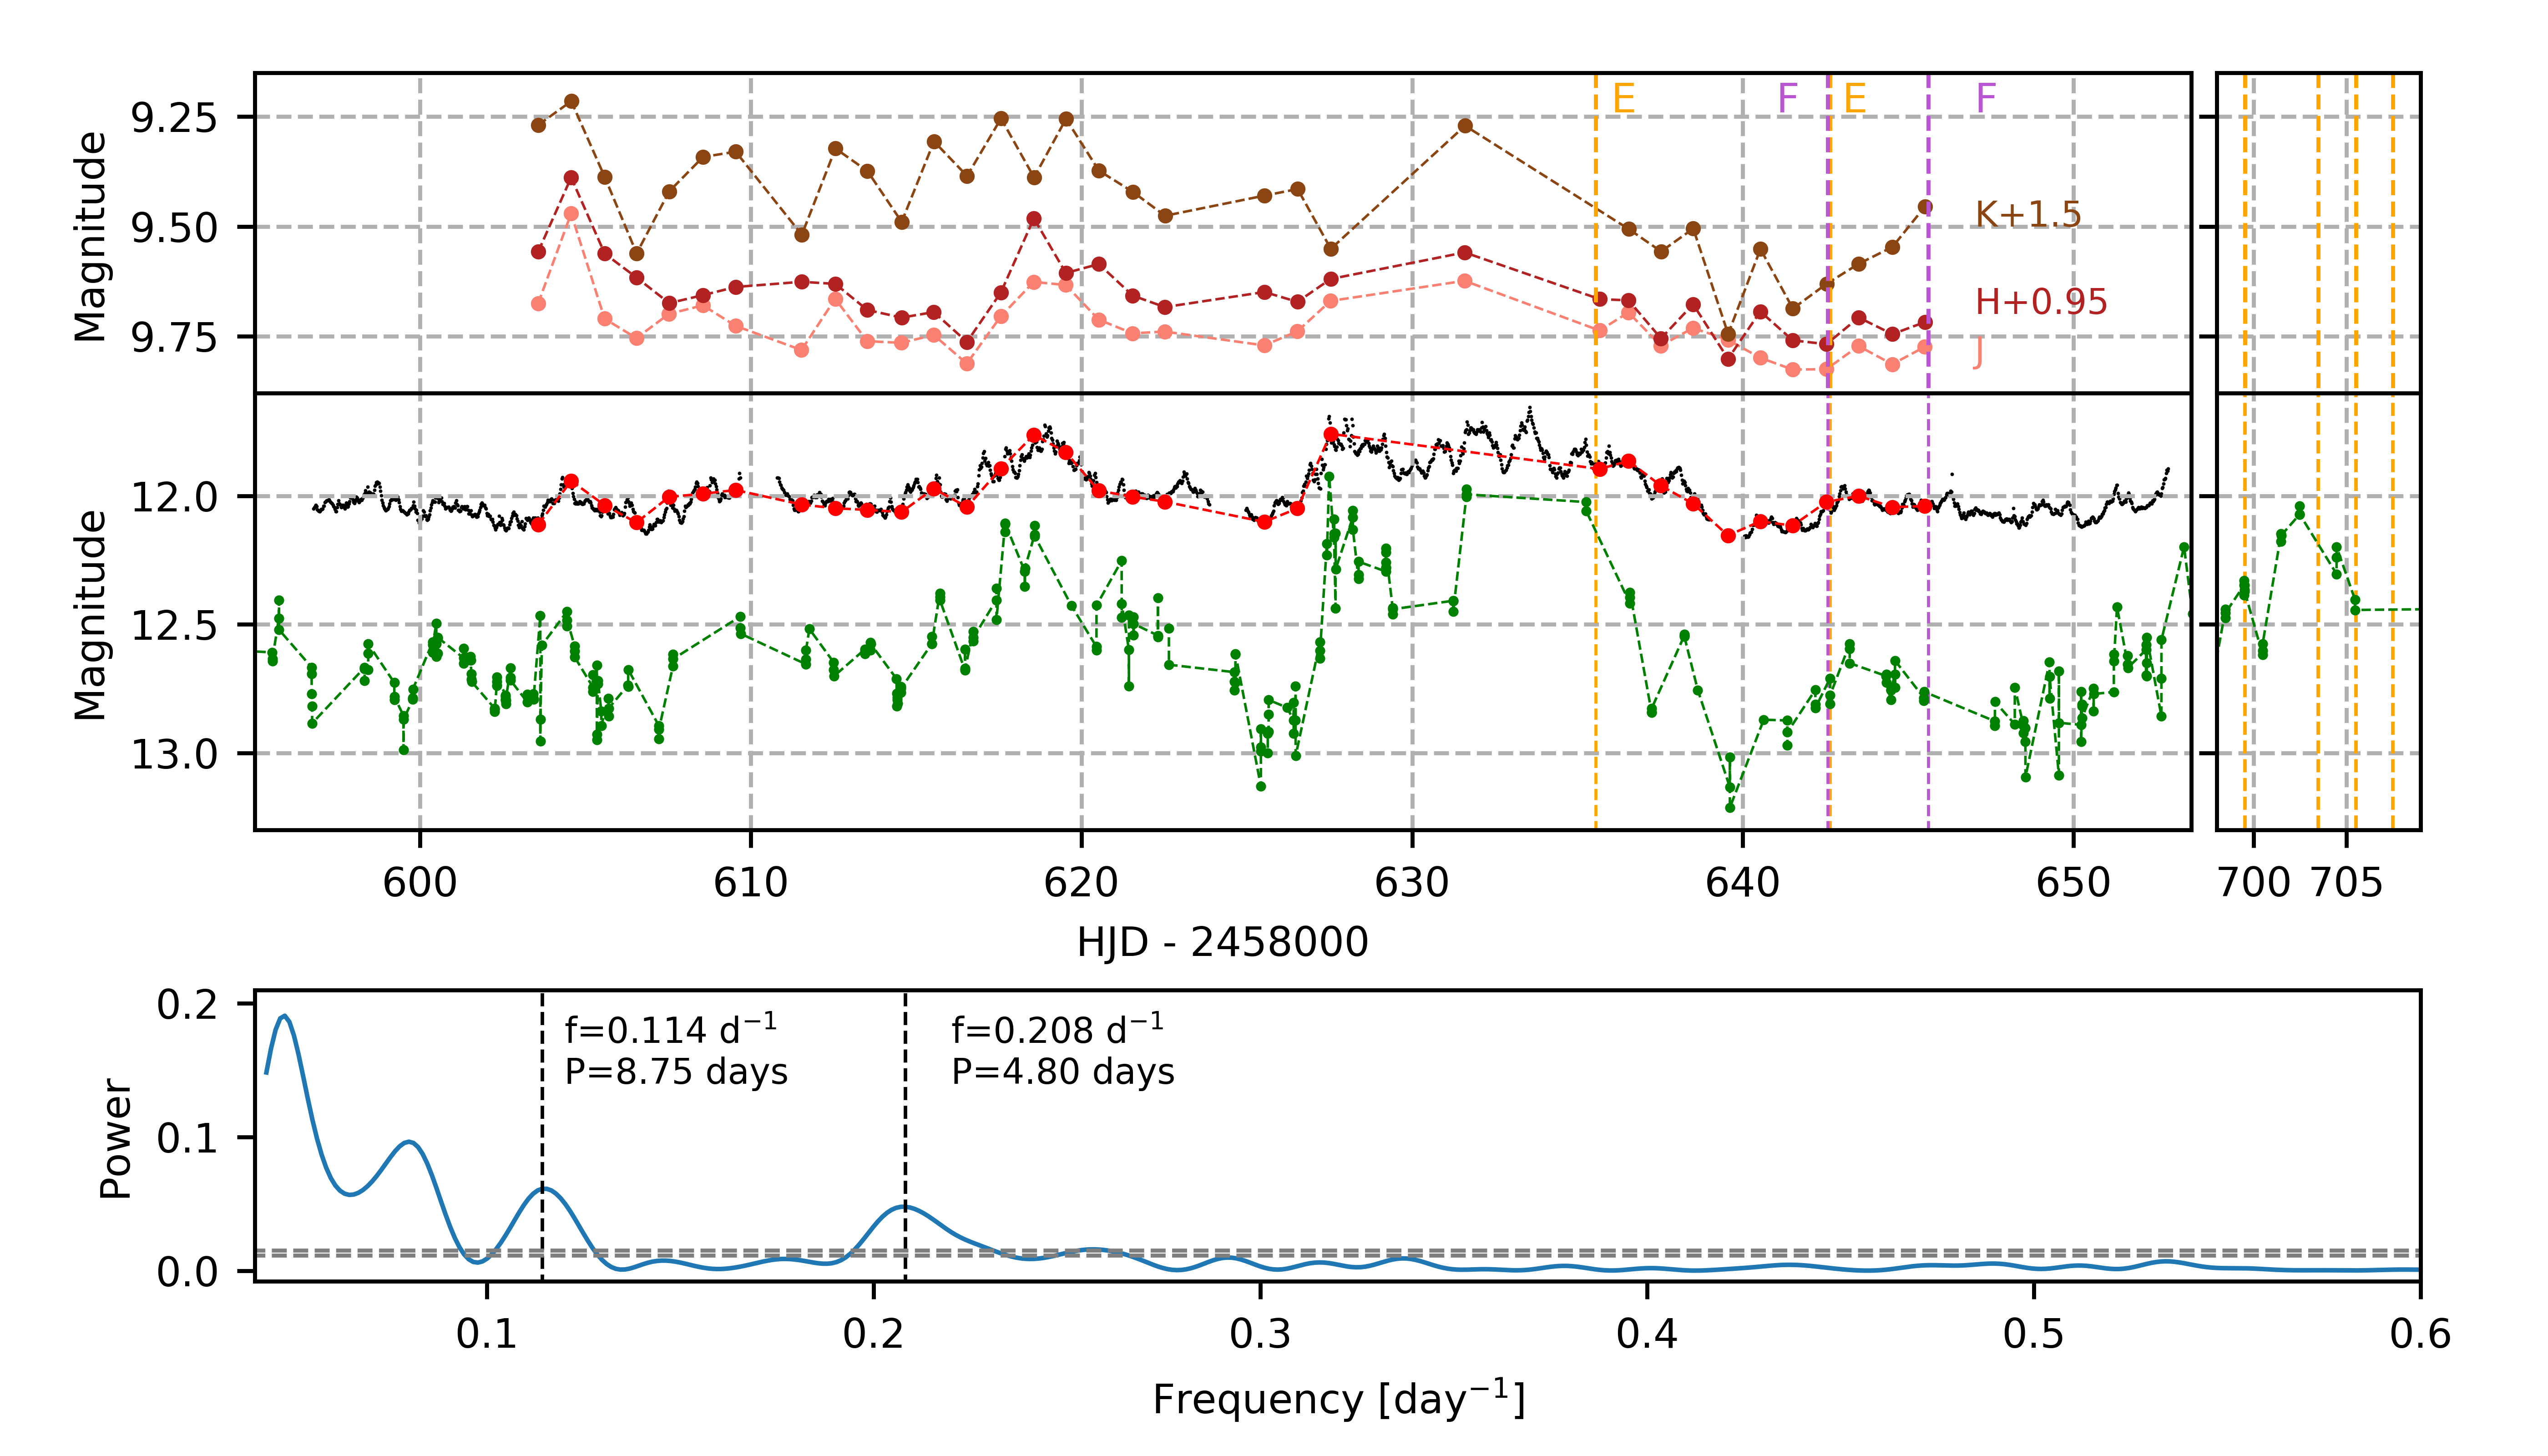 E F E F
9.25
9.50
9.75
Magnitude
K+1.5
H+0.95
J
12.0
12.5
13.0
Magnitude
600 610 620 630 640 650 700 705
HJD - 2458000
0.2
0.1
0.0
Power
f=0.114 d⁻¹
P=8.75 days
f=0.208 d⁻¹
P=4.80 days
0.1 0.2 0.3 0.4 0.5 0.6
Frequency [day⁻¹]